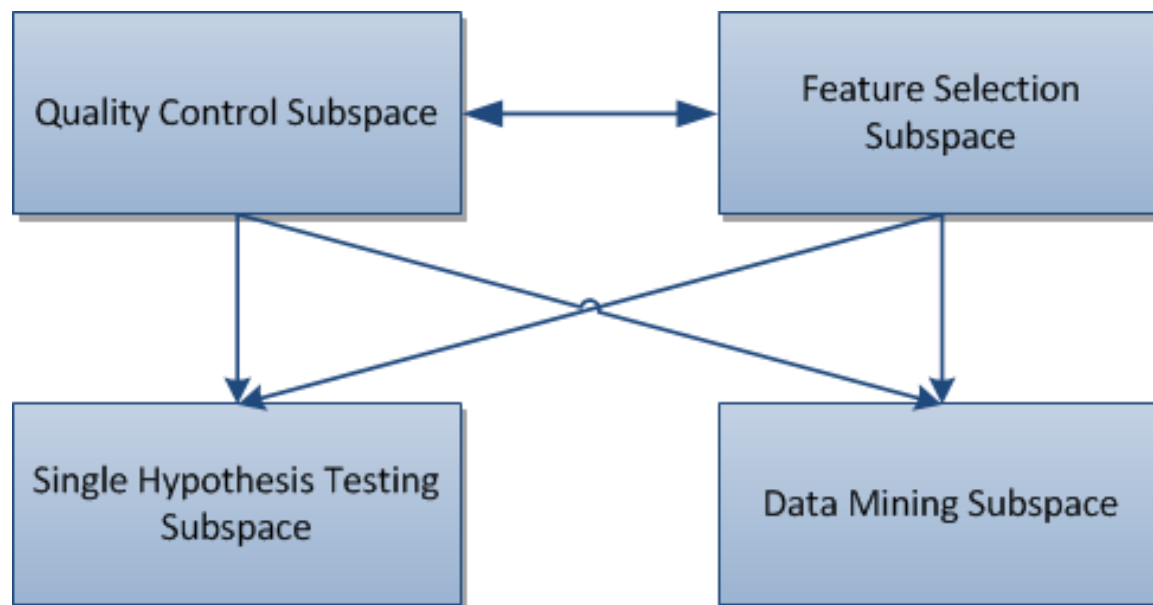 Quality Control Subspace
Feature Selection
Subspace
Single Hypothesis Testing
Subspace
Data Mining Subspace